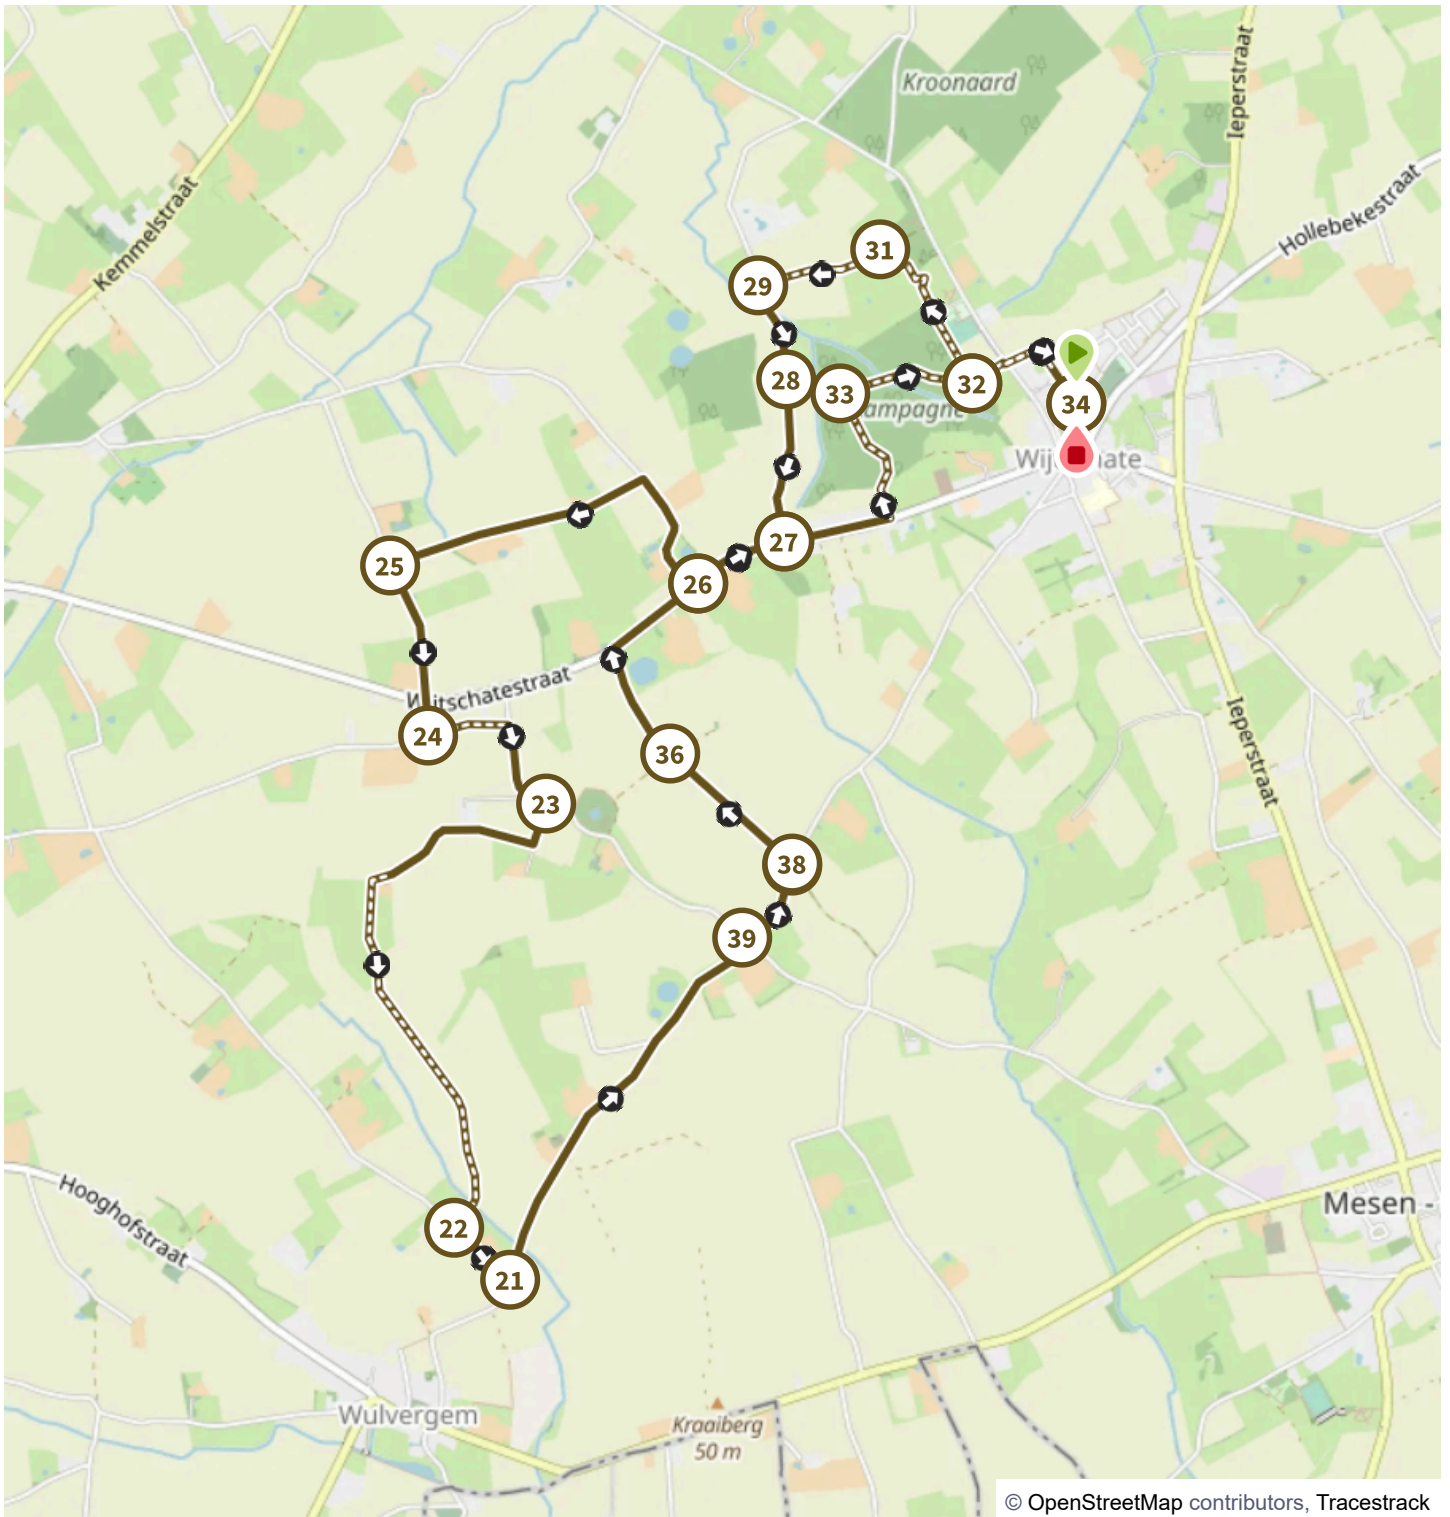 Ieperstraat
Kroonaard
Hollebekestraat
Kemmelstraat
31
29
28
33
32
34
27
25
26
24
36
23
Ieperstraat
38
39
Hooghofstraat
Mesen -
22
21
Wulvergem
Kraaiberg
50 m
© OpenStreetMap contributors, Tracestrack